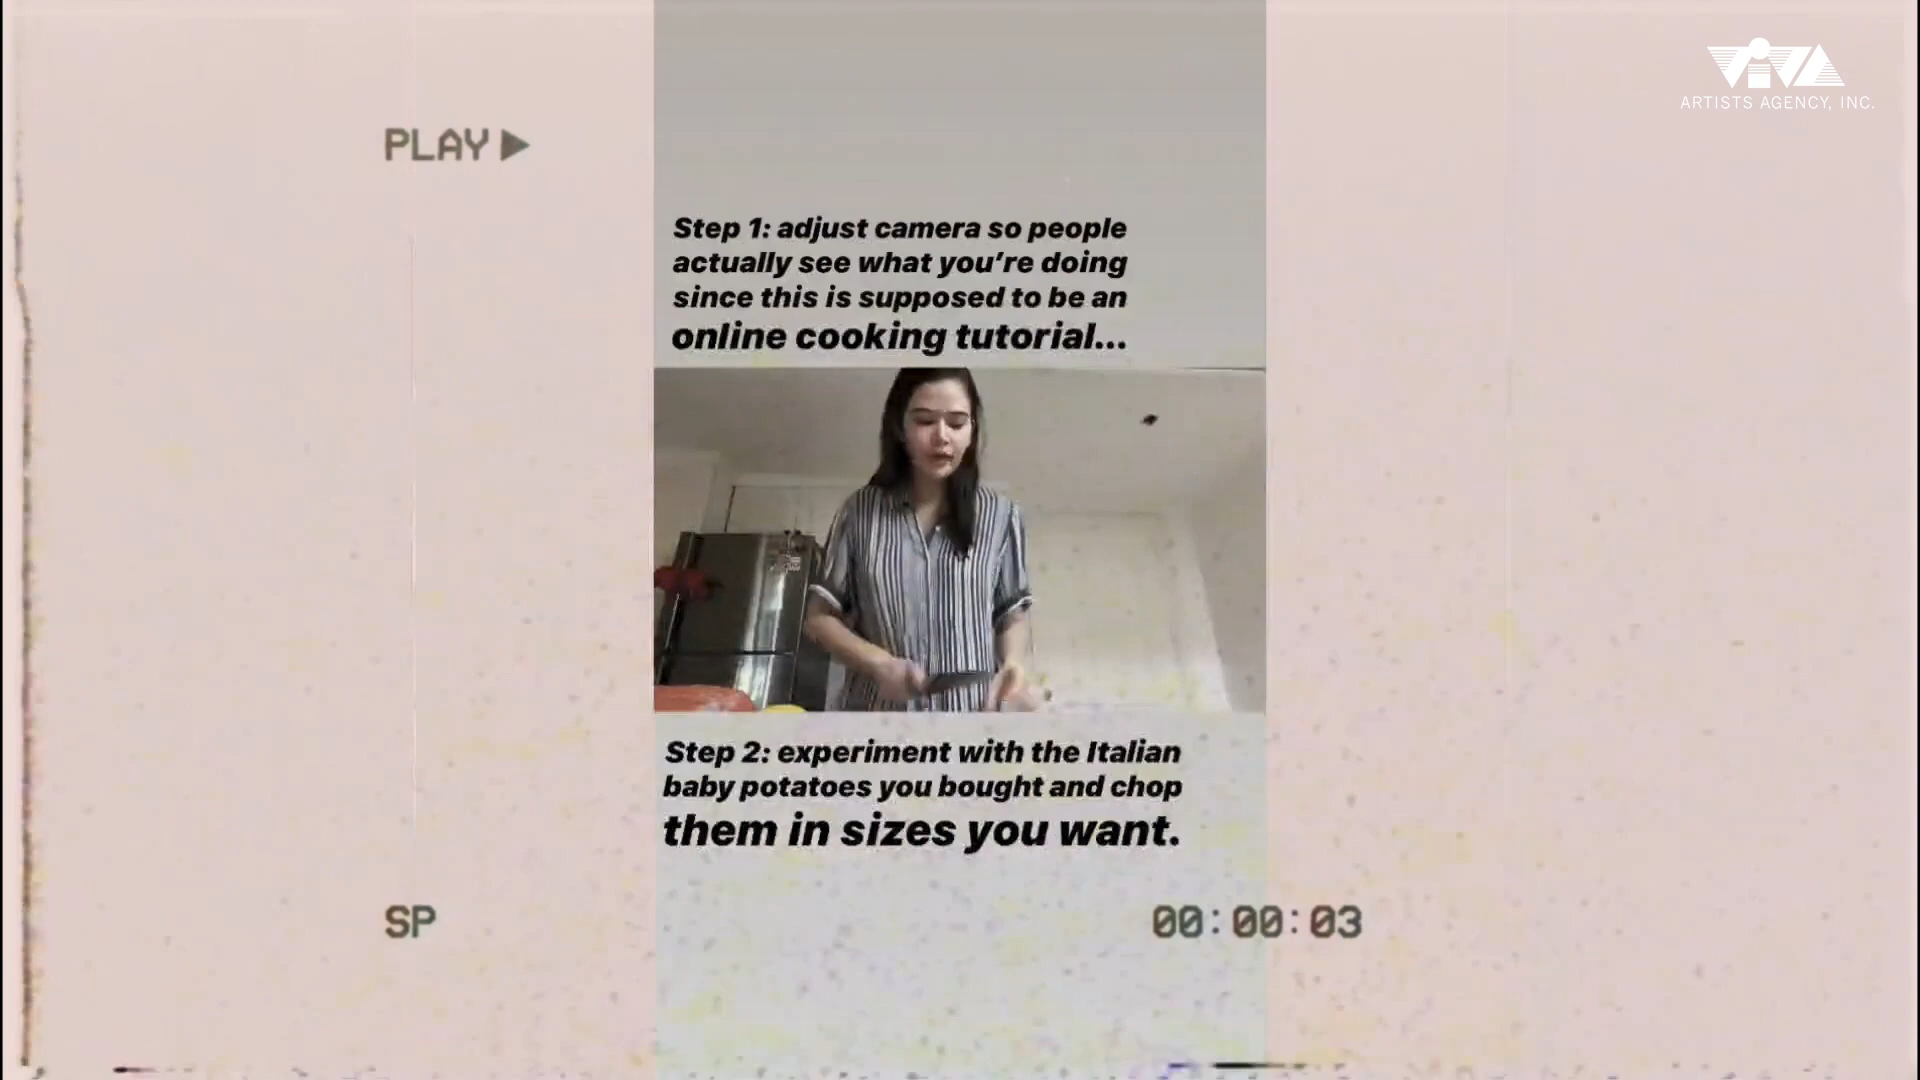 VIVA
ARTISTS AGENCY, INC.
PLAY
Step 1: adjust camera so people
actually see what you’re doing
since this is supposed to be an
online cooking tutorial...
Step 2: experiment with the Italian
baby potatoes you bought and chop
them in sizes you want.
SP
00:00:03